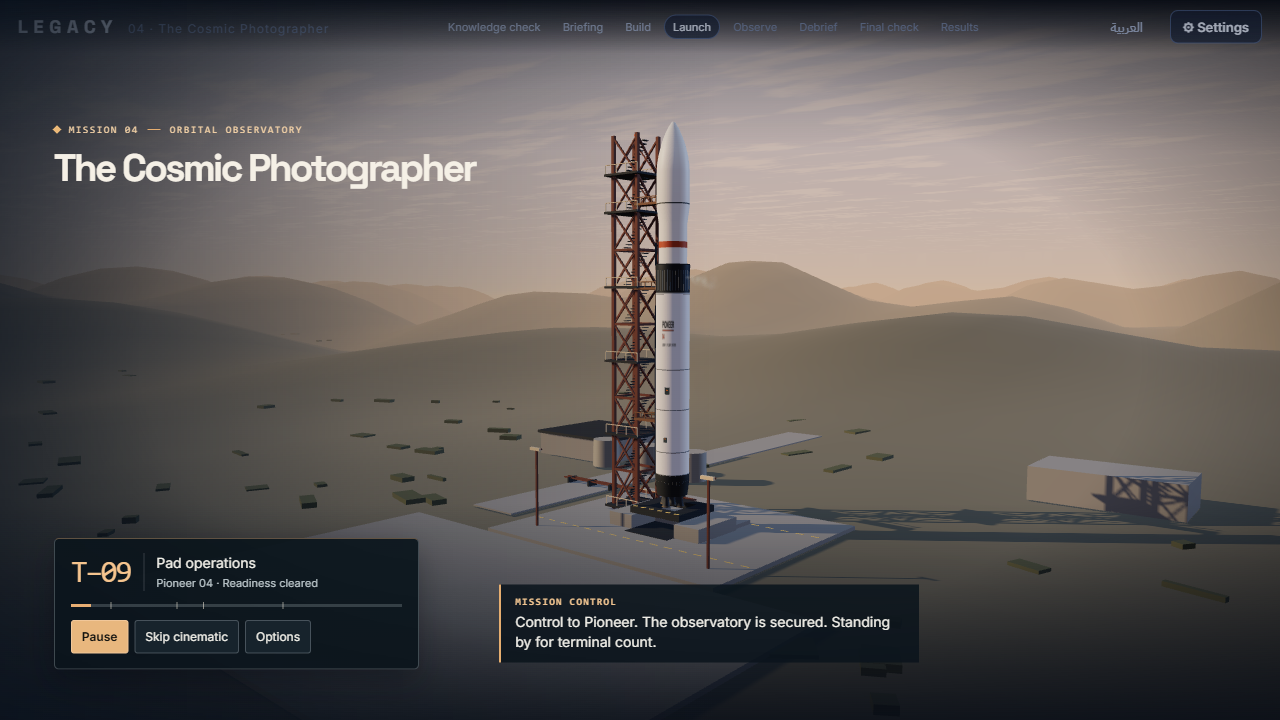 LEGACY 04 · The Cosmic Photographer Knowledge check Briefing Build Launch Observe Debrief Final check Results العربية ⚙ Settings
◆ MISSION 04 — ORBITAL OBSERVATORY
The Cosmic Photographer
PIONEER
T−09 Pad operations
Pioneer 04 · Readiness cleared
Pause Skip cinematic Options
MISSION CONTROL
Control to Pioneer. The observatory is secured. Standing
by for terminal count.